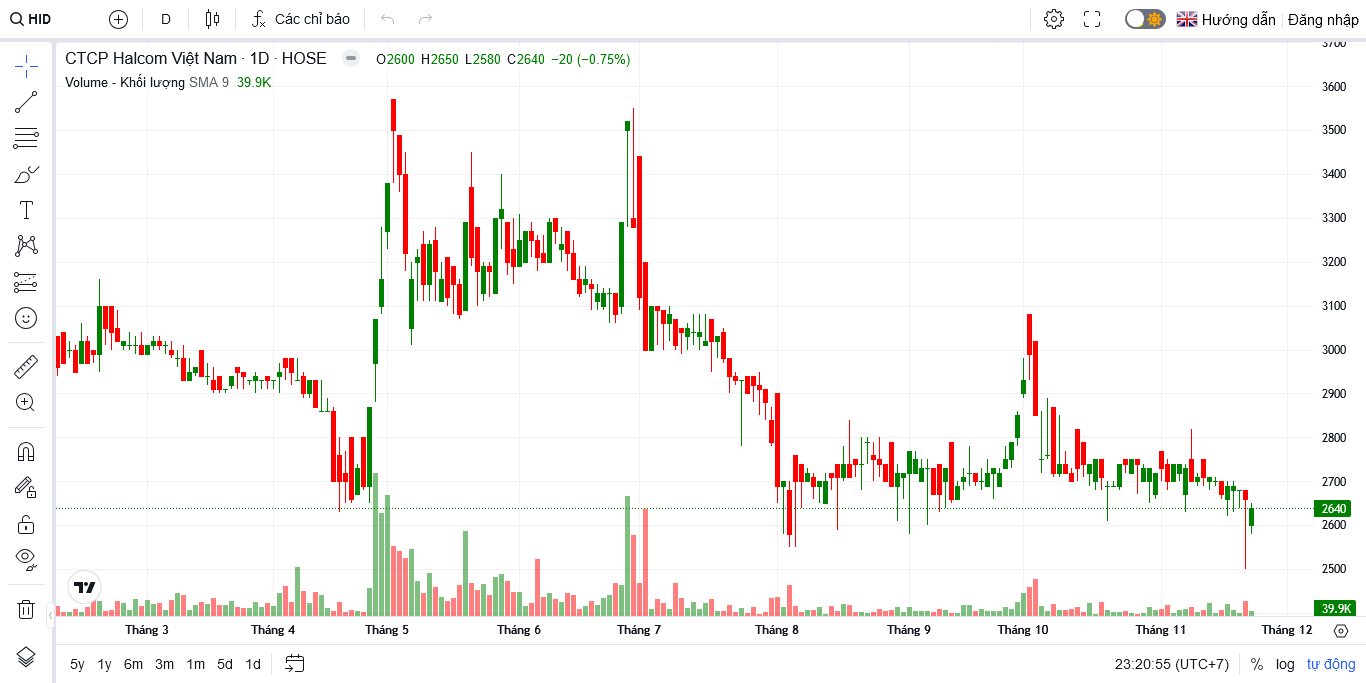 HID D Các chỉ báo Hướng dẫn Đăng nhập
CTCP Halcom Việt Nam · 1D · HOSE O2600 H2650 L2580 C2640 −20 (−0.75%)
Volume - Khối lượng SMA 9 39.9K
3700
3600
3500
3400
3300
3200
3100
3000
2900
2800
2700
2640
2600
2500
39.9K
Tháng 3 Tháng 4 Tháng 5 Tháng 6 Tháng 7 Tháng 8 Tháng 9 Tháng 10 Tháng 11 Tháng 12
5y 1y 6m 3m 1m 5d 1d 23:20:55 (UTC+7) % log tự động